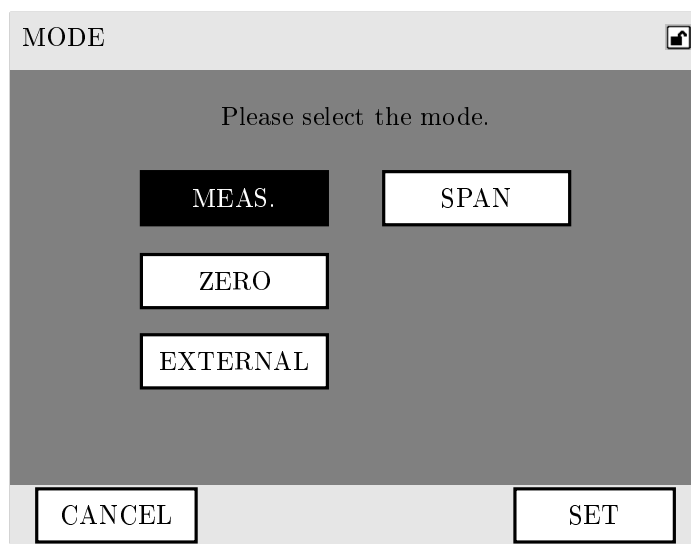 MODE
Please select the mode.
MEAS. SPAN
ZERO
EXTERNAL
CANCEL SET